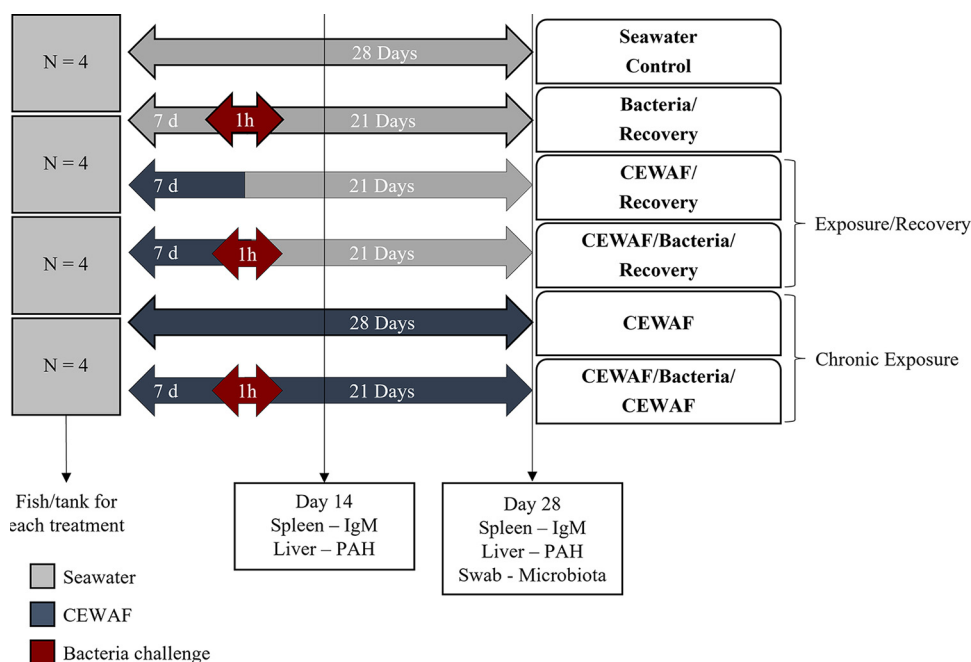 N = 4
N = 4
N = 4
N = 4
28 Days
Seawater
Control
7 d
1h
21 Days
Bacteria/
Recovery
7 d
21 Days
CEWAF/
Recovery
7 d
1h
21 Days
CEWAF/Bacteria/
Recovery
Exposure/Recovery
28 Days
CEWAF
7 d
1h
21 Days
CEWAF/Bacteria/
CEWAF
Chronic Exposure
Fish/tank for
each treatment
Day 14
Spleen – IgM
Liver – PAH
Day 28
Spleen – IgM
Liver – PAH
Swab - Microbiota
Seawater
CEWAF
Bacteria challenge